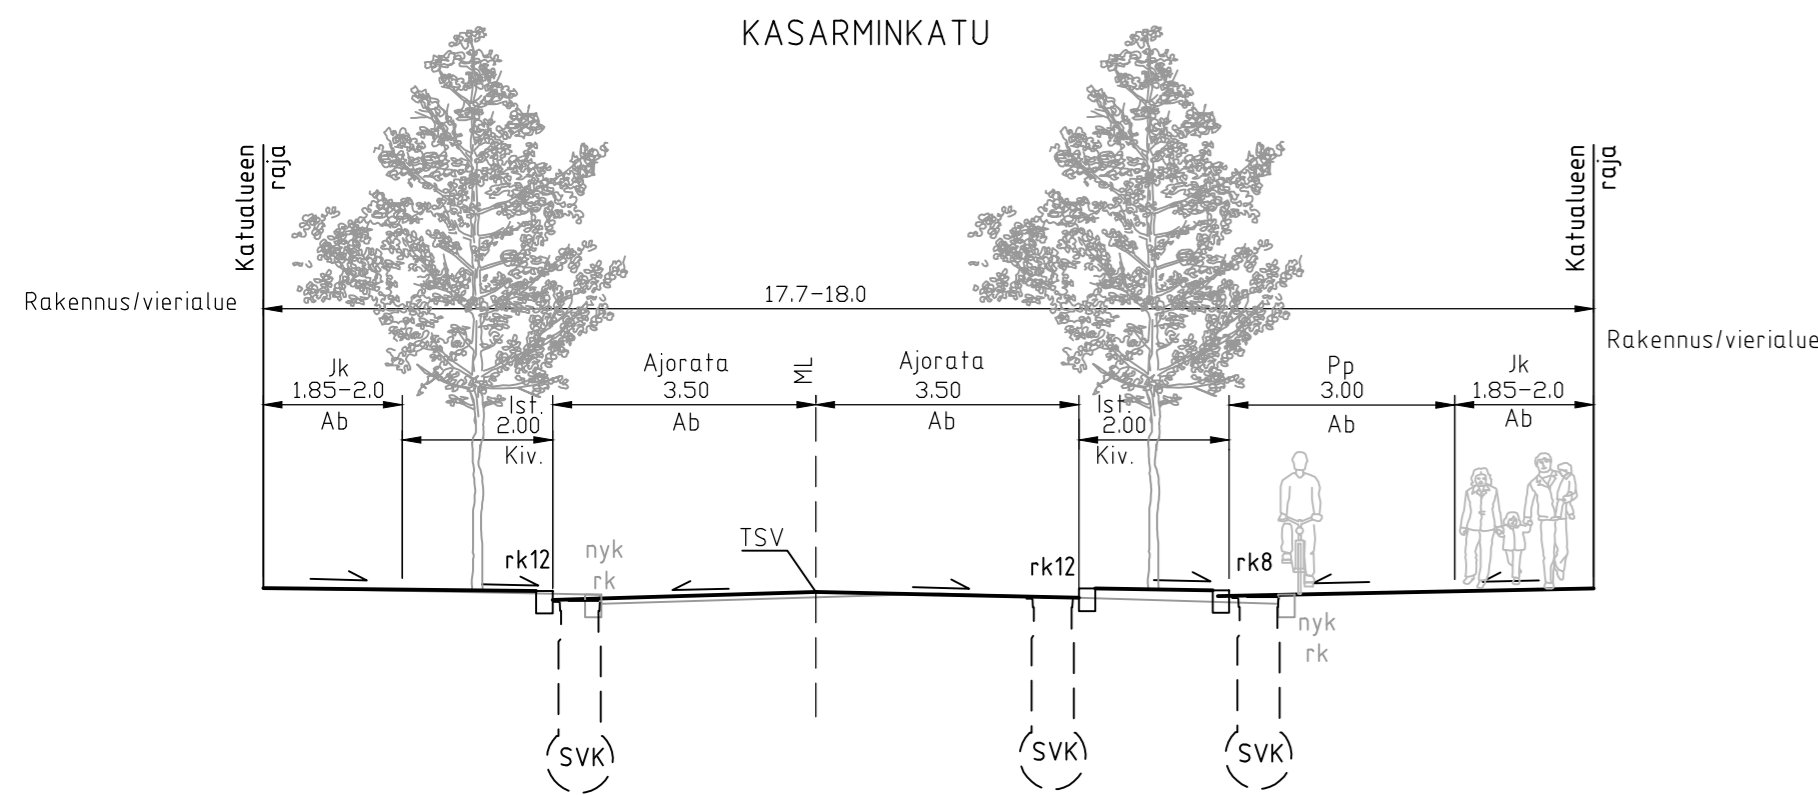 KASARMINKATU
Katualueen
raja
Katualueen
raja
Rakennus/vierialue
17.7-18.0
Rakennus/vierialue
Jk
1.85-2.0
Ab
Ist.
2.00
Kiv.
Ajorata
3.50
Ab
ML
Ajorata
3.50
Ab
Ist.
2.00
Kiv.
Pp
3.00
Ab
Jk
1.85-2.0
Ab
TSV
rk12
nyk
rk
rk12
rk8
nyk
rk
SVK
SVK
SVK